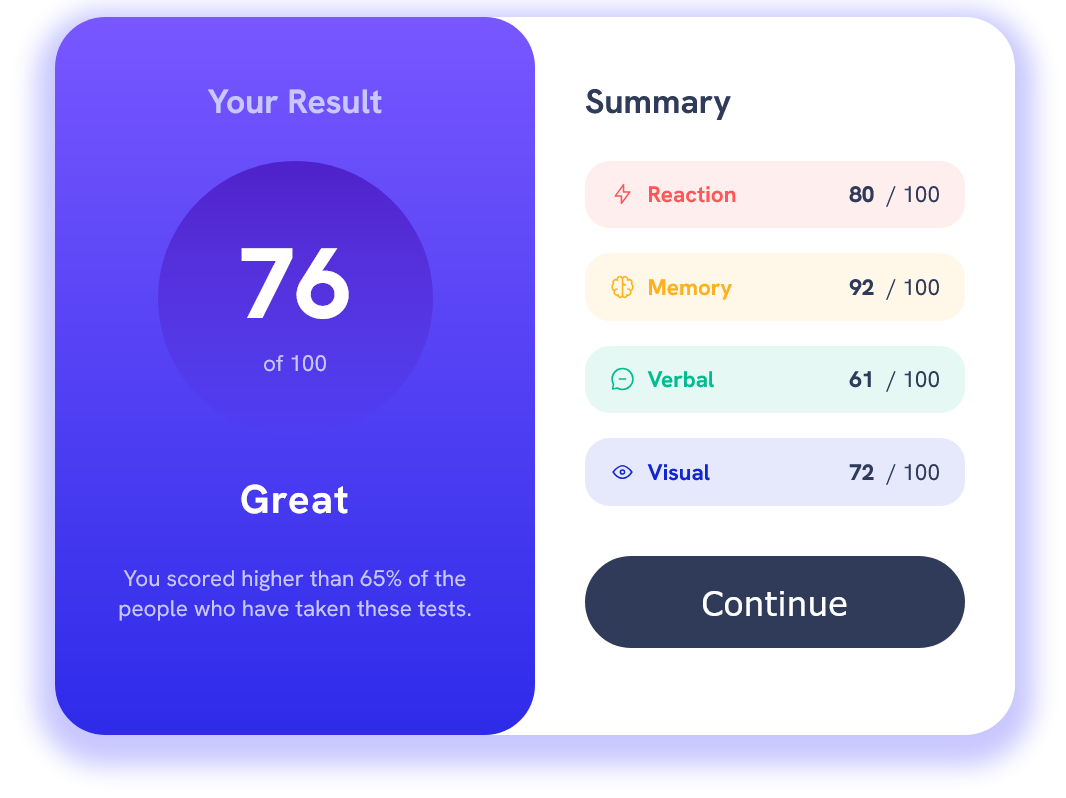 Your Result
76
of 100
Great
You scored higher than 65% of the
people who have taken these tests.
Summary
Reaction 80 / 100
Memory 92 / 100
Verbal 61 / 100
Visual 72 / 100
Continue